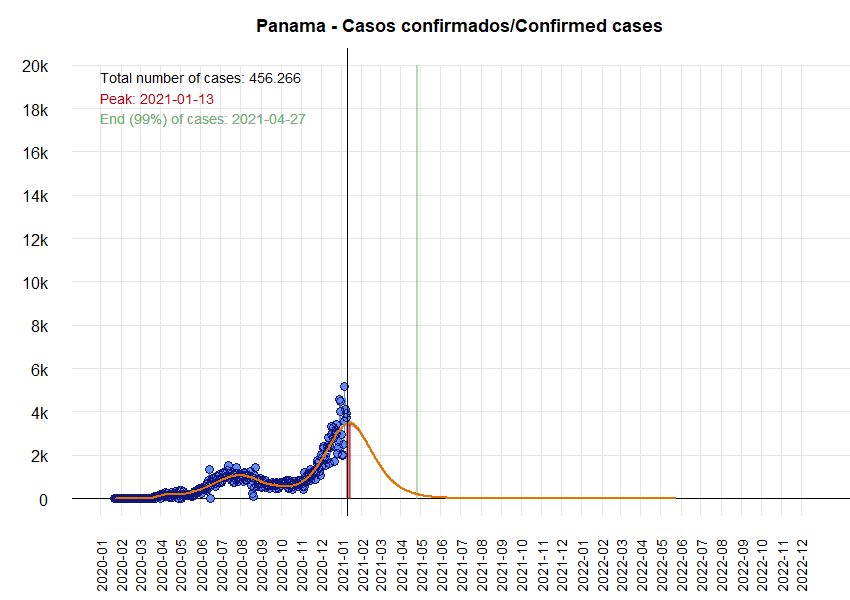 Panama - Casos confirmados/Confirmed cases
20k
Total number of cases: 456.266
Peak: 2021-01-13
End (99%) of cases: 2021-04-27
18k
16k
14k
12k
10k
8k
6k
4k
2k
0
2020-01
2020-02
2020-03
2020-04
2020-05
2020-06
2020-07
2020-08
2020-09
2020-10
2020-11
2020-12
2021-01
2021-02
2021-03
2021-04
2021-05
2021-06
2021-07
2021-08
2021-09
2021-10
2021-11
2021-12
2022-01
2022-02
2022-03
2022-04
2022-05
2022-06
2022-07
2022-08
2022-09
2022-10
2022-11
2022-12